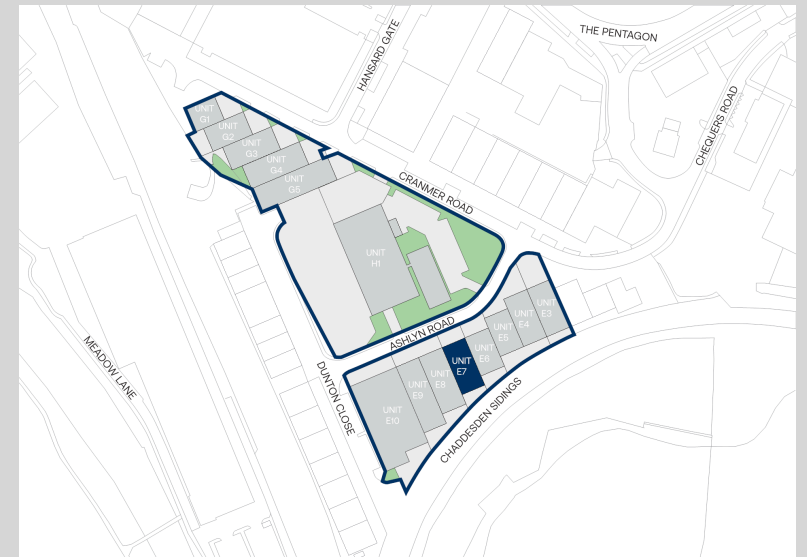 THE PENTAGON
HANSARD GATE
CHEQUERS ROAD
UNIT
G1
UNIT
G2
UNIT
G3
UNIT
G4
UNIT
G5
CRANMER ROAD
UNIT
H1
UNIT
E3
UNIT
E4
UNIT
E5
UNIT
E6
UNIT
E7
UNIT
E8
UNIT
E9
UNIT
E10
ASHLYN ROAD
MEADOW LANE
DUNTON CLOSE
CHADDESDEN SIDINGS